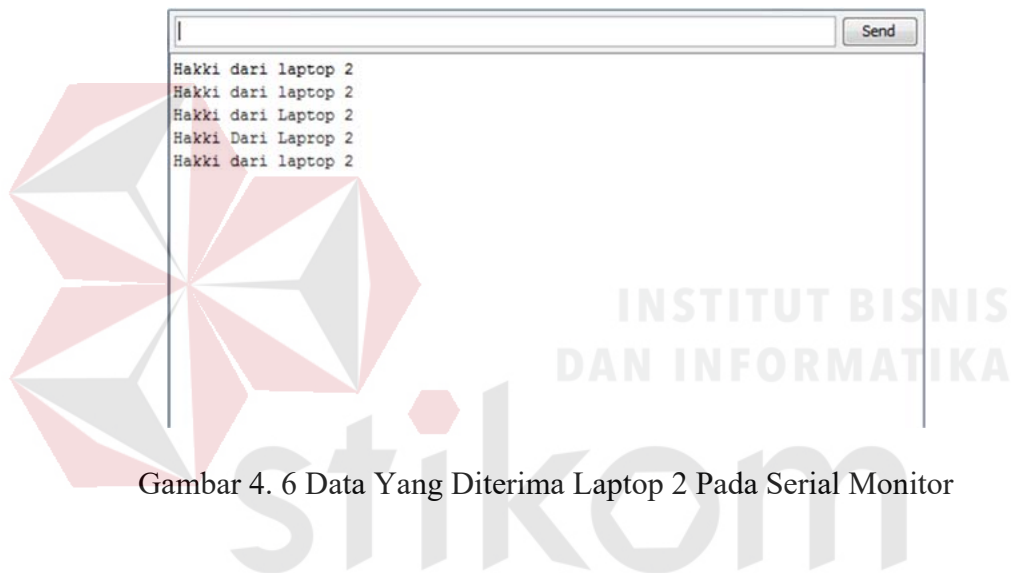 Send
Hakki dari laptop 2
Hakki dari laptop 2
Hakki dari Laptop 2
Hakki Dari Laprop 2
Hakki dari laptop 2
INSTITUT BISNIS
DAN INFORMATIKA
stikom
Gambar 4. 6 Data Yang Diterima Laptop 2 Pada Serial Monitor